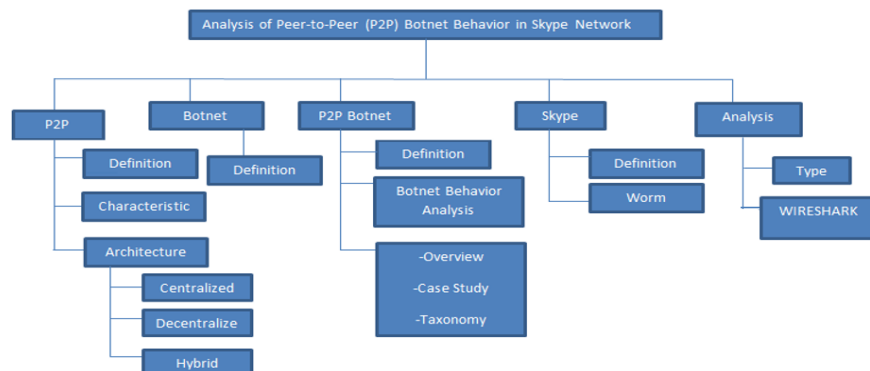 Analysis of Peer-to-Peer (P2P) Botnet Behavior in Skype Network
P2P
Definition
Characteristic
Architecture
Centralized
Decentralize
Hybrid
Botnet
Definition
P2P Botnet
Definition
Botnet Behavior
Analysis
-Overview
-Case Study
-Taxonomy
Skype
Definition
Worm
Analysis
Type
WIRESHARK